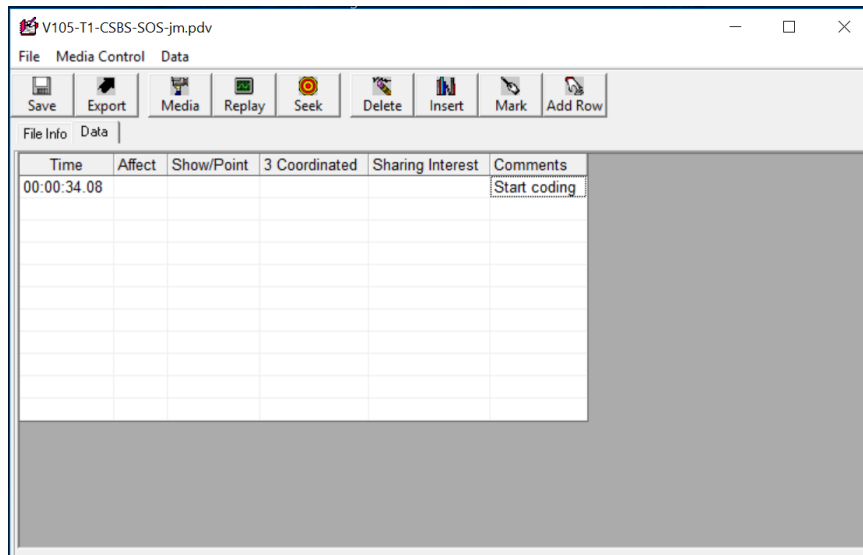 V105-T1-CSBS-SOS-jm.pdv
File Media Control Data
Save Export Media Replay Seek Delete Insert Mark Add Row
File Info Data
Time Affect Show/Point 3 Coordinated Sharing Interest Comments
00:00:34.08 Start coding